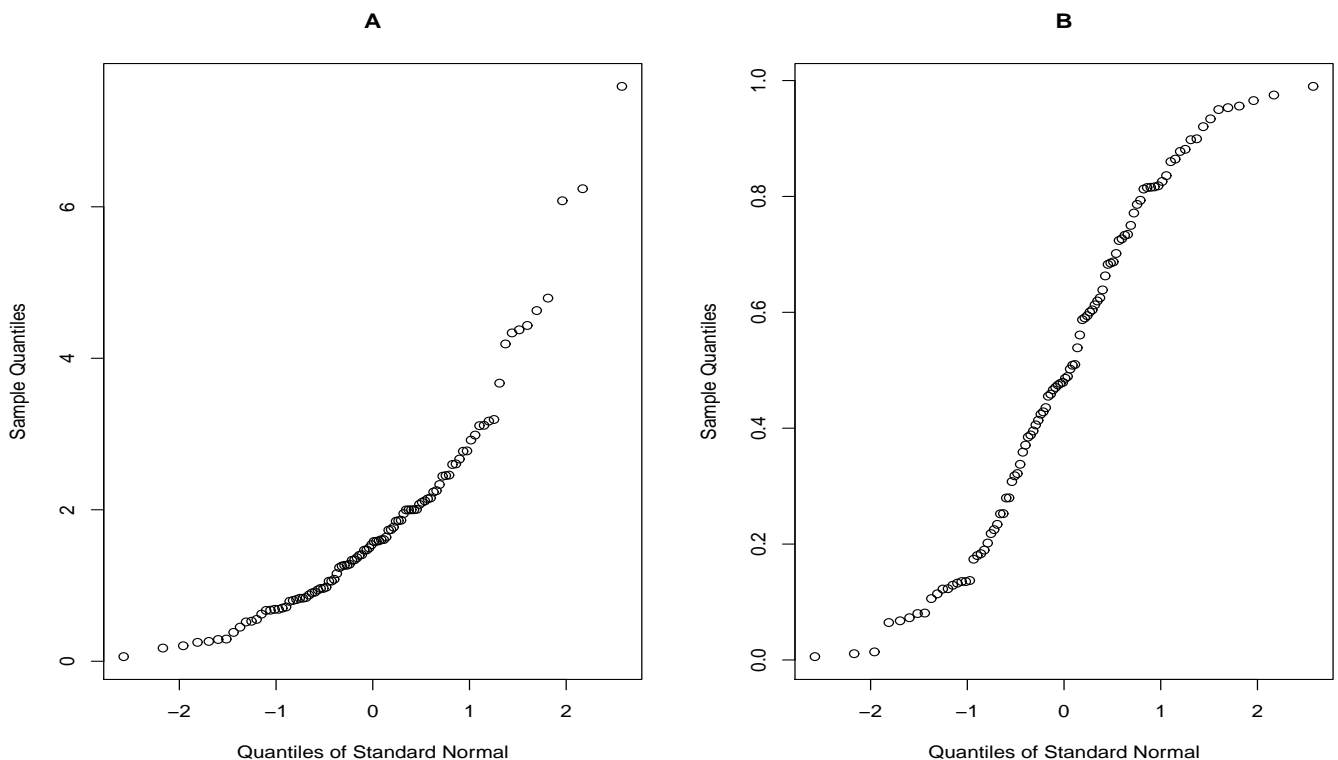 A
Sample Quantiles
6
4
2
0
−2 −1 0 1 2
Quantiles of Standard Normal
B
Sample Quantiles
1.0
0.8
0.6
0.4
0.2
0.0
−2 −1 0 1 2
Quantiles of Standard Normal